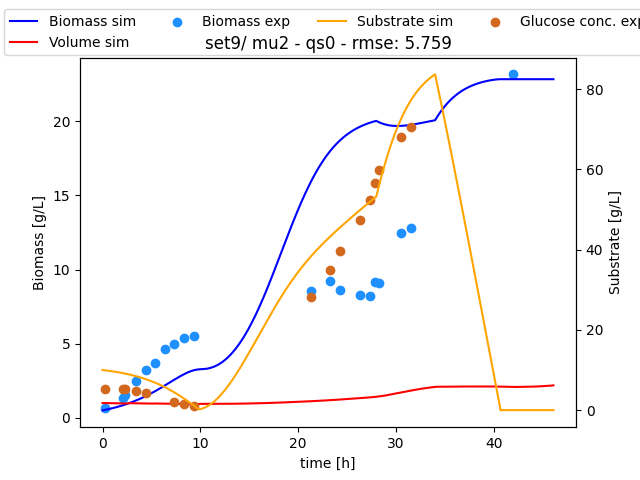 Biomass sim
Biomass exp
Substrate sim
Glucose conc. exp
Volume sim
set9/ mu2 - qs0 - rmse: 5.759
20
15
10
5
0
Biomass [g/L]
80
60
40
20
0
Substrate [g/L]
0
10
20
30
40
time [h]